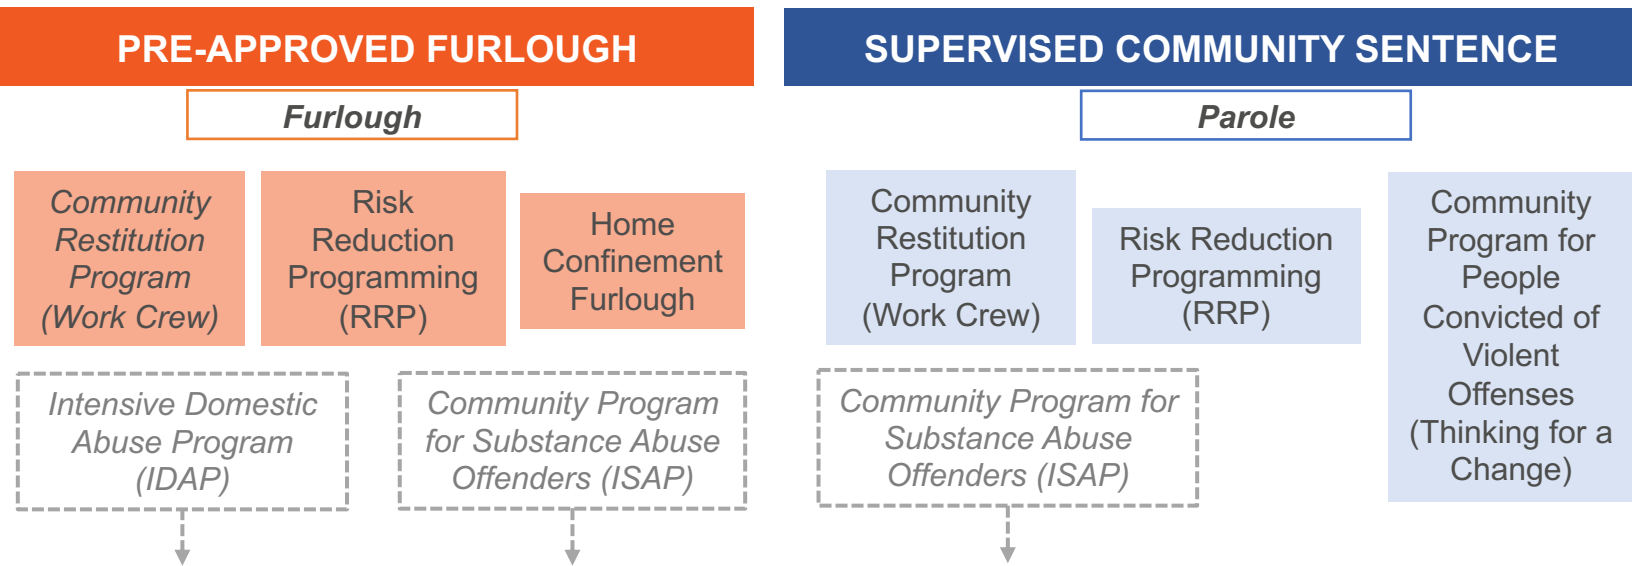 PRE-APPROVED FURLOUGH
Furlough
Community
Restitution
Program
(Work Crew)
Risk
Reduction
Programming
(RRP)
Home
Confinement
Furlough
Intensive Domestic
Abuse Program
(IDAP)
Community Program
for Substance Abuse
Offenders (ISAP)
SUPERVISED COMMUNITY SENTENCE
Parole
Community
Restitution
Program
(Work Crew)
Risk Reduction
Programming
(RRP)
Community
Program for
People
Convicted of
Violent
Offenses
(Thinking for a
Change)
Community Program for
Substance Abuse
Offenders (ISAP)